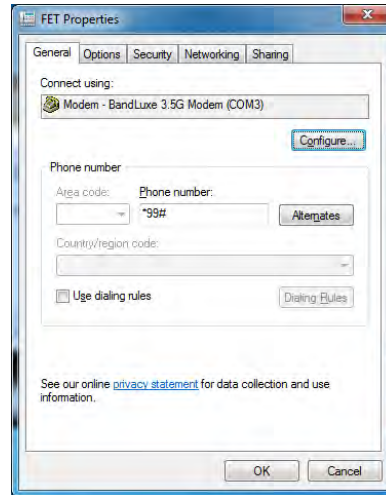 FET Properties
General Options Security Networking Sharing
Connect using:
Modem - BandLuxe 3.5G Modem (COM3)
Configure...
Phone number
Area code: Phone number:
*99# Alternates
Country/region code:
Use dialing rules Dialing Rules
See our online privacy statement for data collection and use
information.
OK Cancel